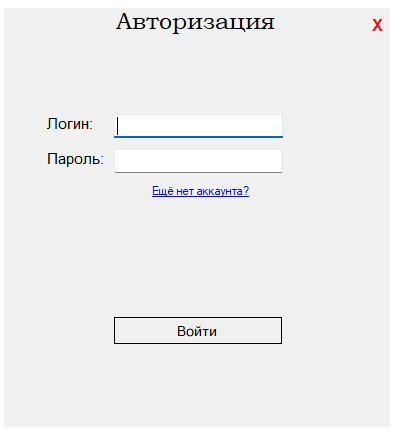 Авторизация
X
Логин:
Пароль:
Ещё нет аккаунта?
Войти